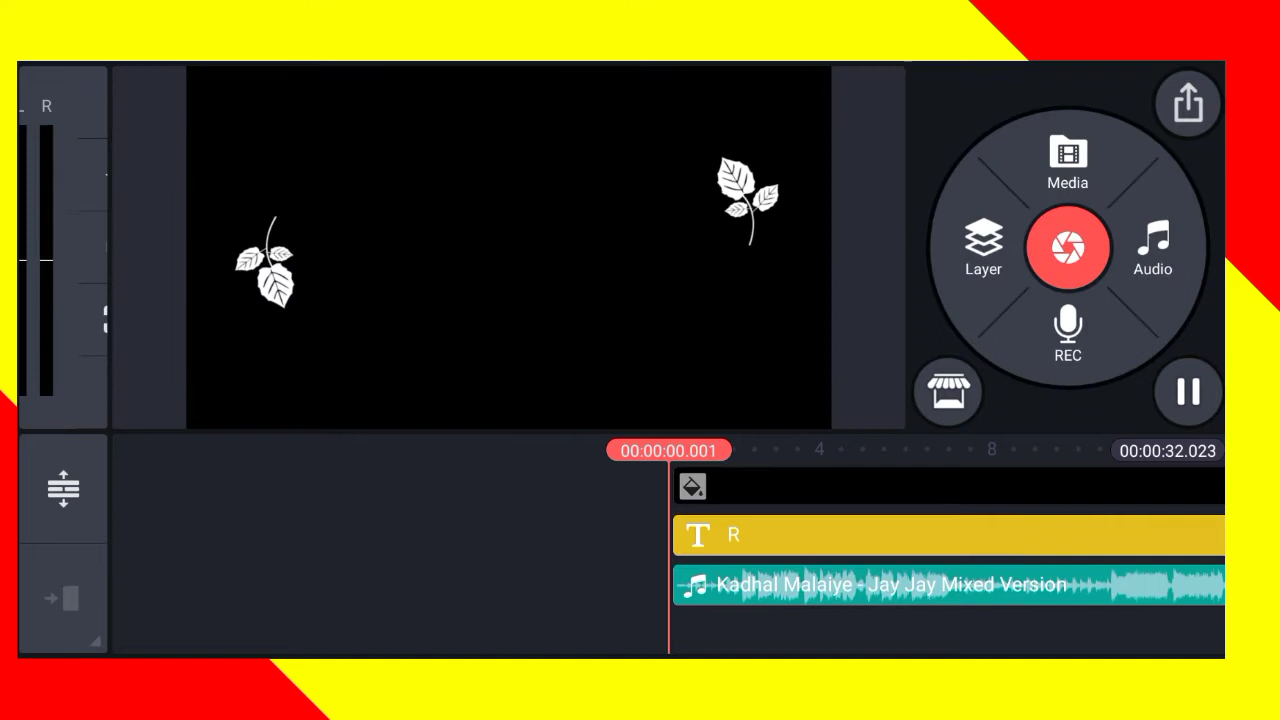 R
Media
Layer
Audio
REC
00:00:00.001
4
8
00:00:32.023
T R
Kadhal Malaiye - Jay Jay Mixed Version